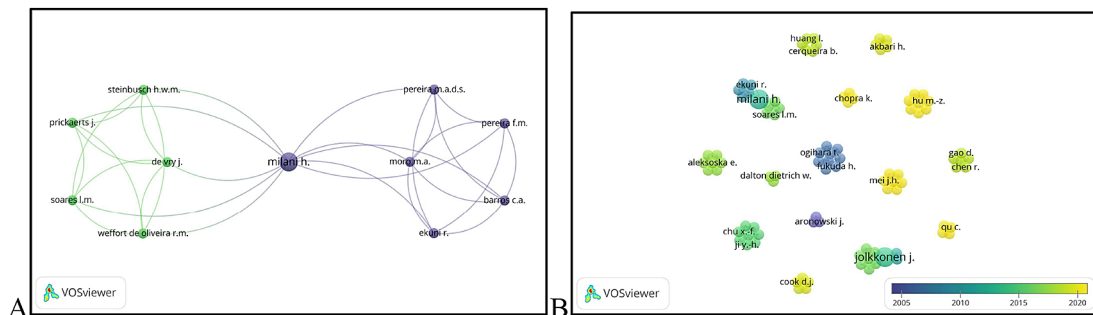 steinbusch h.w.m.
pereira m.a.d.s.
prickaerts j.
pereira f.m.
de vry j.
milani h.
moro m.a.
soares l.m.
barros c.a.
weffort de oliveira r.m.
ekuni r.
VOSviewer
A
huang l.
cerqueira b.
akbari h.
ekuni r.
milani h.
soares l.m.
chopra k.
hu m.-z.
ogihara t.
fukuda h.
gao d.
chen r.
aleksoska e.
dalton dietrich w.
mei j.h.
aronowski j.
chu x.-f.
ji y.-h.
qu c.
jolkkonen j.
cook d.j.
VOSviewer
2005 2010 2015 2020
B